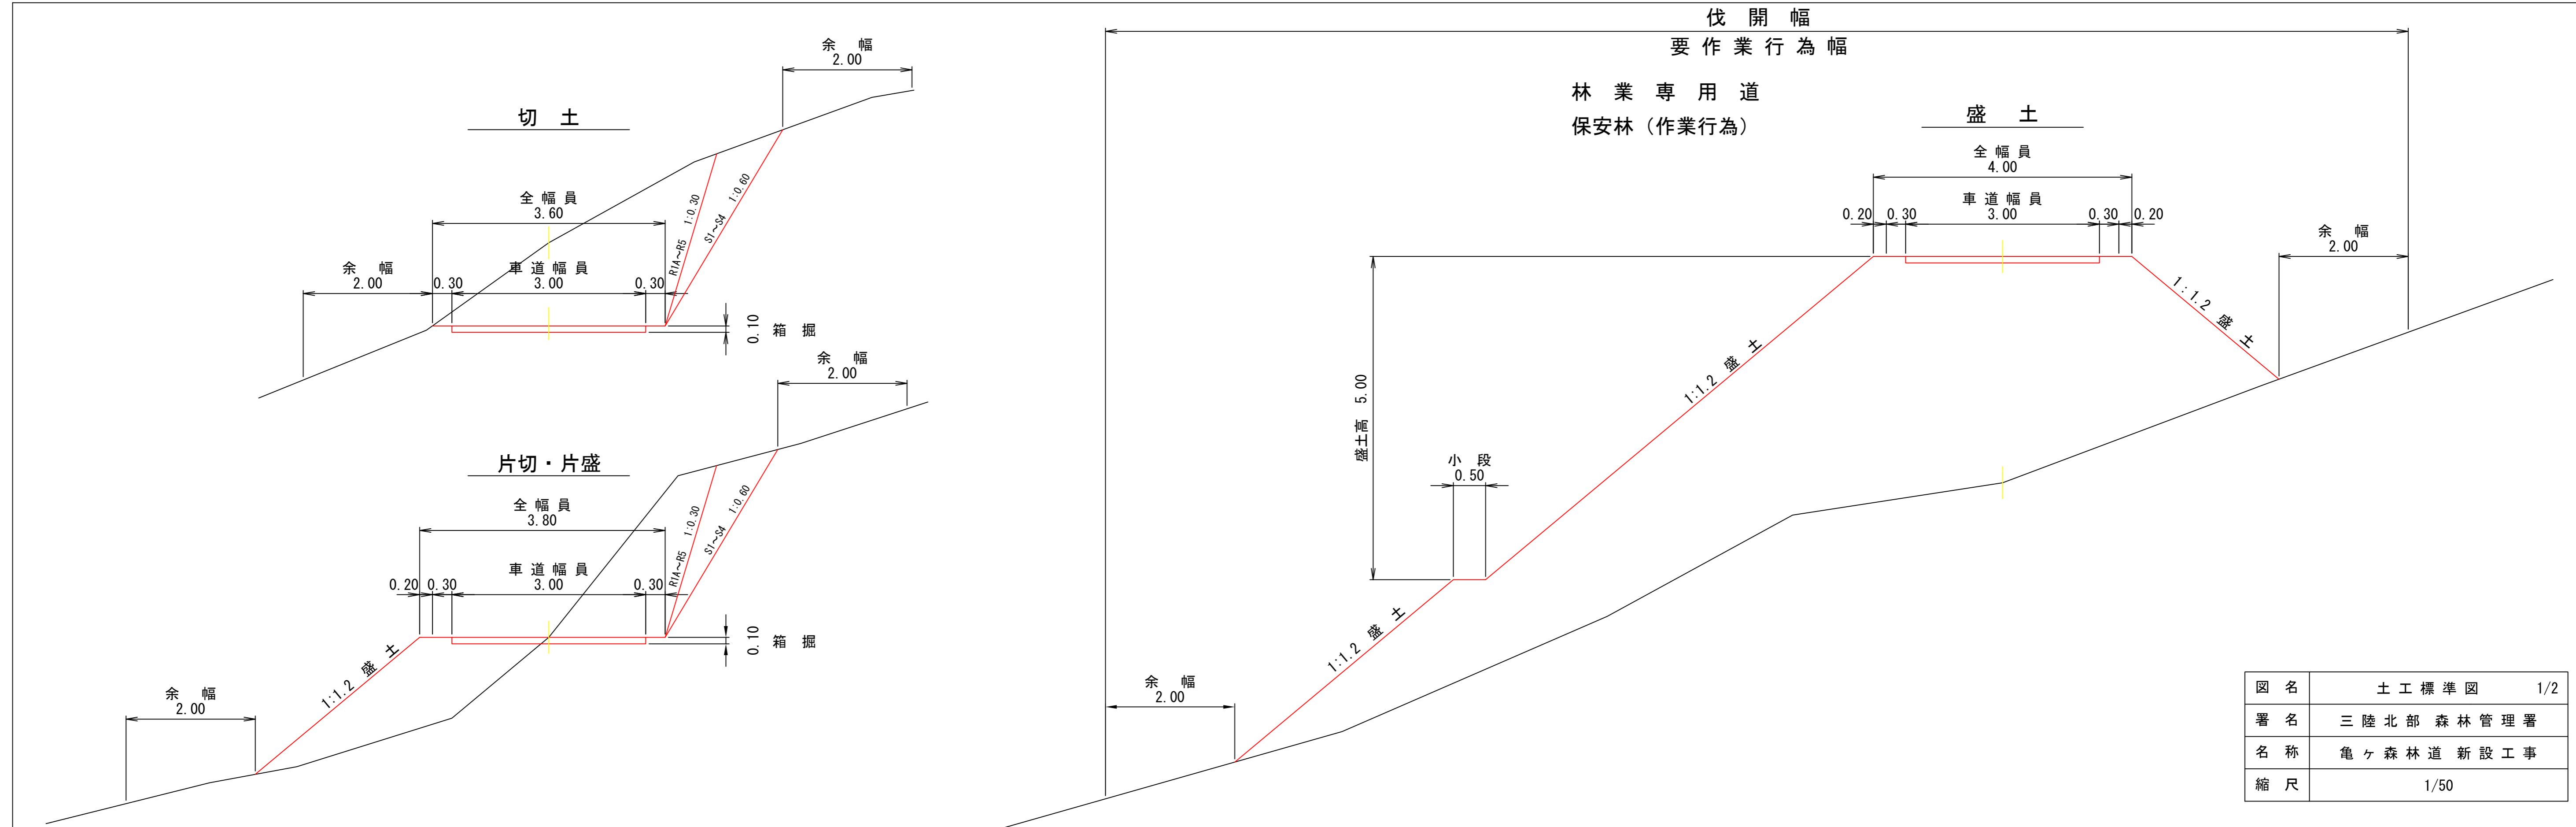 伐開幅
要作業行為幅
林業専用道
保安林（作業行為）
切土
余幅
2.00
全幅員
3.60
余幅
2.00
0.30
車道幅員
3.00
0.30
R1A～R5 1:0.30
S1～S4 1:0.60
0.10
箱掘
片切・片盛
余幅
2.00
全幅員
3.80
0.20
0.30
車道幅員
3.00
0.30
R1A～R5 1:0.30
S1～S4 1:0.60
0.10
箱掘
1:1.2 盛土
余幅
2.00
盛土
全幅員
4.00
0.20
0.30
車道幅員
3.00
0.30
0.20
余幅
2.00
1:1.2 盛土
1:1.2 盛土
盛土高 5.00
小段
0.50
1:1.2 盛土
余幅
2.00
図名 土工標準図 1/2
署名 三陸北部 森林管理署
名称 亀ヶ森林道 新設工事
縮尺 1/50